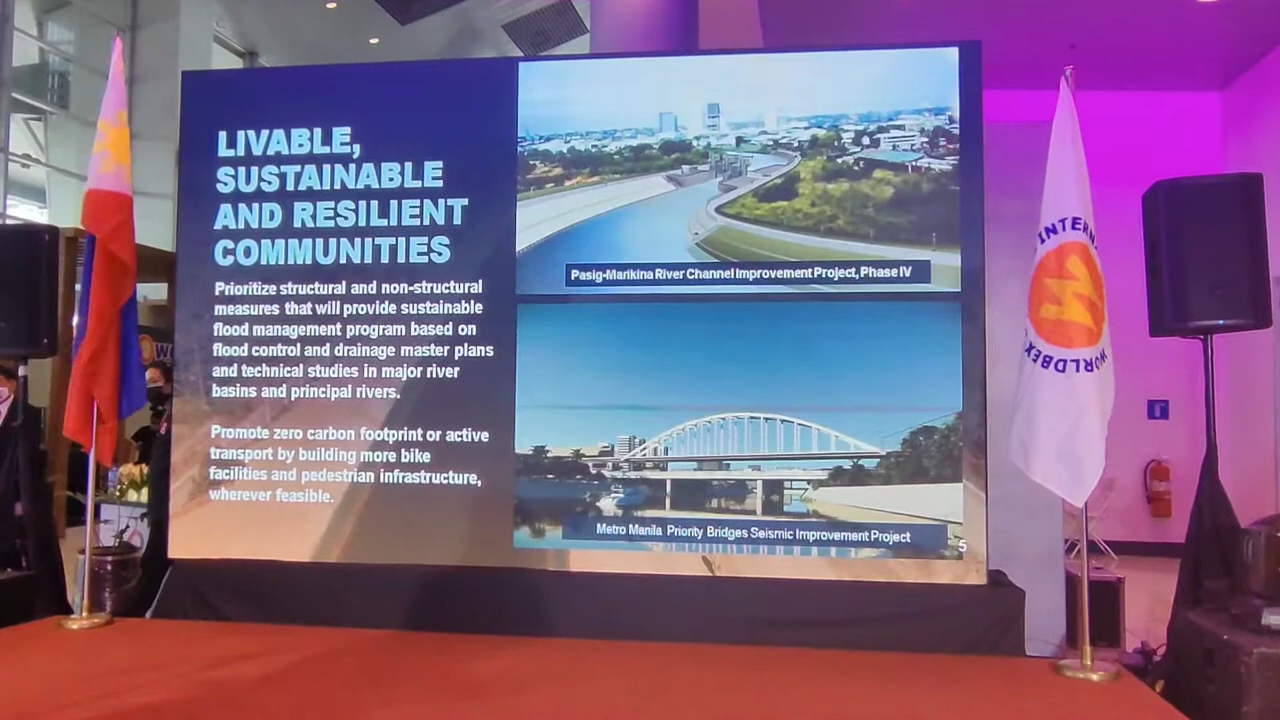 LIVABLE,
SUSTAINABLE
AND RESILIENT
COMMUNITIES
Prioritize structural and non-structural
measures that will provide sustainable
flood management program based on
flood control and drainage master plans
and technical studies in major river
basins and principal rivers.
Promote zero carbon footprint or active
transport by building more bike
facilities and pedestrian infrastructure,
wherever feasible.
Pasig-Marikina River Channel Improvement Project, Phase IV
Metro Manila Priority Bridges Seismic Improvement Project
5
WORLDBEX